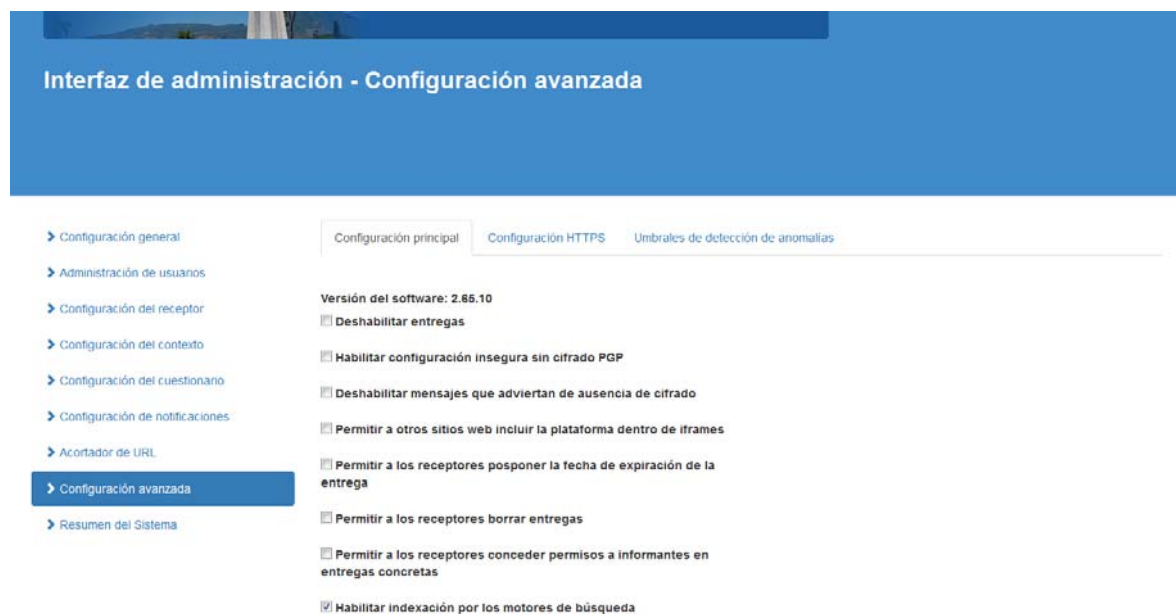 Interfaz de administración - Configuración avanzada
Configuración general
Administración de usuarios
Configuración del receptor
Configuración del contexto
Configuración del cuestionario
Configuración de notificaciones
Acortador de URL
Configuración avanzada
Resumen del Sistema
Configuración principal
Configuración HTTPS
Umbrales de detección de anomalías
Versión del software: 2.65.10
Deshabilitar entregas
Habilitar configuración insegura sin cifrado PGP
Deshabilitar mensajes que adviertan de ausencia de cifrado
Permitir a otros sitios web incluir la plataforma dentro de iframes
Permitir a los receptores posponer la fecha de expiración de la
entrega
Permitir a los receptores borrar entregas
Permitir a los receptores conceder permisos a informantes en
entregas concretas
Habilitar indexación por los motores de búsqueda